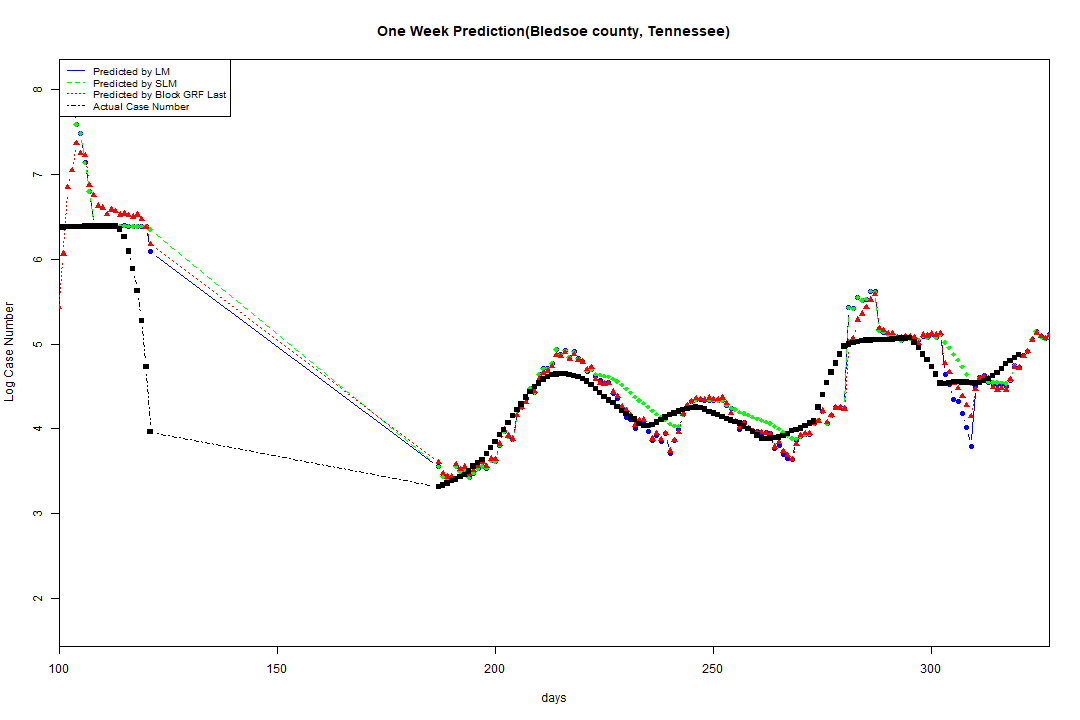 One Week Prediction(Bledsoe county, Tennessee)
Predicted by LM
Predicted by SLM
Predicted by Block GRF Last
Actual Case Number
Log Case Number
8
7
6
5
4
3
2
100 150 200 250 300
days